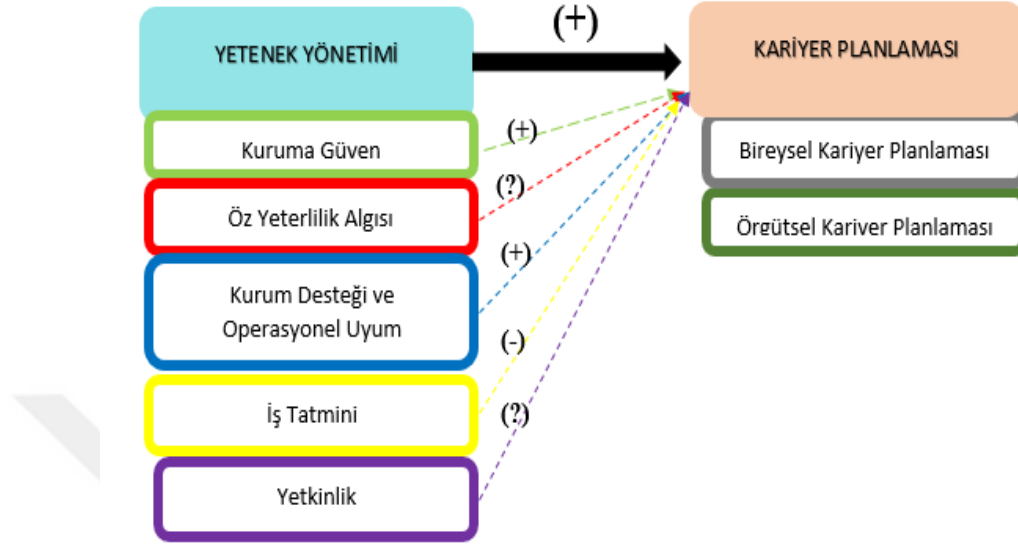 (+)
YETENEK YÖNETİMİ
KARİYER PLANLAMASI
Kuruma Güven
(+)
Bireysel Kariyer Planlaması
Öz Yeterlilik Algısı
(?)
Örgütsel Kariyer Planlaması
Kurum Desteği ve
Operasyonel Uyum
(+)
(-)
İş Tatmini
(?)
Yetkinlik